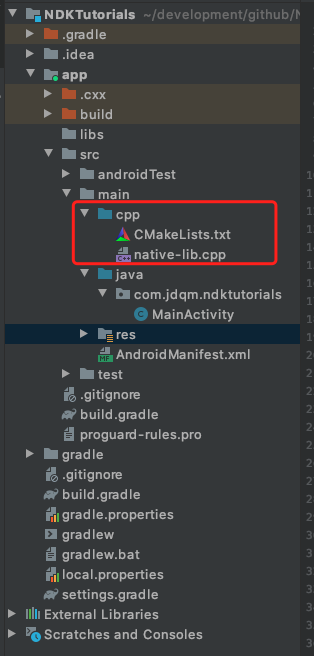 NDKTutorials ~/development/github/N
.gradle
.idea
app
.cxx
build
libs
src
androidTest
main
cpp
CMakeLists.txt
native-lib.cpp
java
com.jdqm.ndktutorials
MainActivity
res
AndroidManifest.xml
test
.gitignore
build.gradle
proguard-rules.pro
gradle
.gitignore
build.gradle
gradle.properties
gradlew
gradlew.bat
local.properties
settings.gradle
External Libraries
Scratches and Consoles